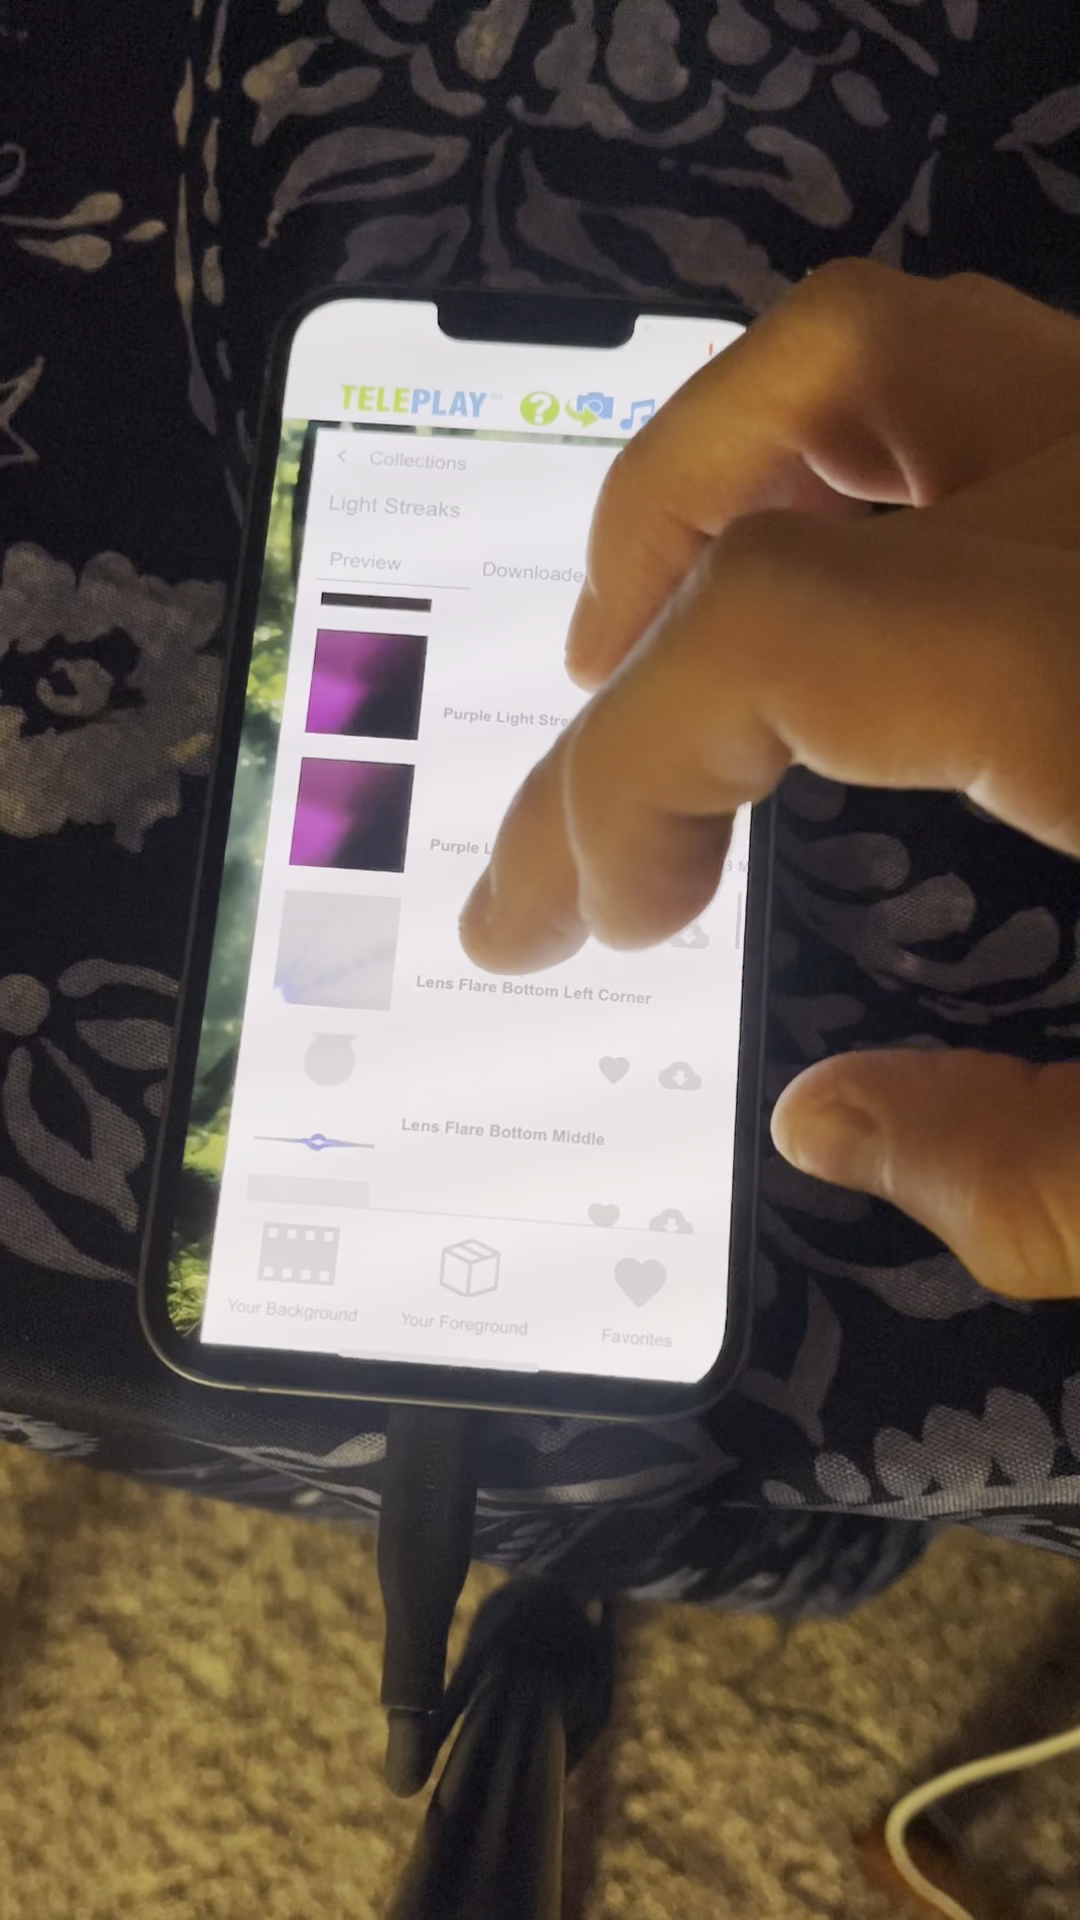 TELEPLAY™
Collections
Light Streaks
Preview Downloade
Purple Light Stre
Purple L
Lens Flare Bottom Left Corner
Lens Flare Bottom Middle
Your Background Your Foreground Favorites